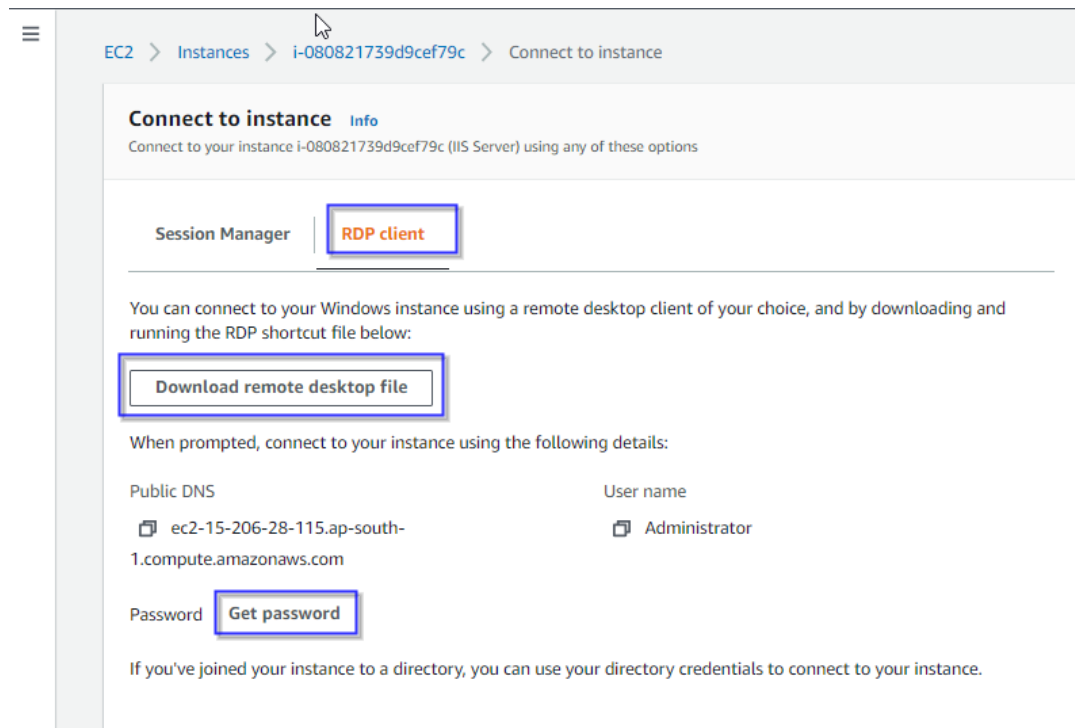 EC2 > Instances > i-080821739d9cef79c > Connect to instance
Connect to instance Info
Connect to your instance i-080821739d9cef79c (IIS Server) using any of these options
Session Manager RDP client
You can connect to your Windows instance using a remote desktop client of your choice, and by downloading and
running the RDP shortcut file below:
Download remote desktop file
When prompted, connect to your instance using the following details:
Public DNS
ec2-15-206-28-115.ap-south-
1.compute.amazonaws.com
User name
Administrator
Password Get password
If you've joined your instance to a directory, you can use your directory credentials to connect to your instance.